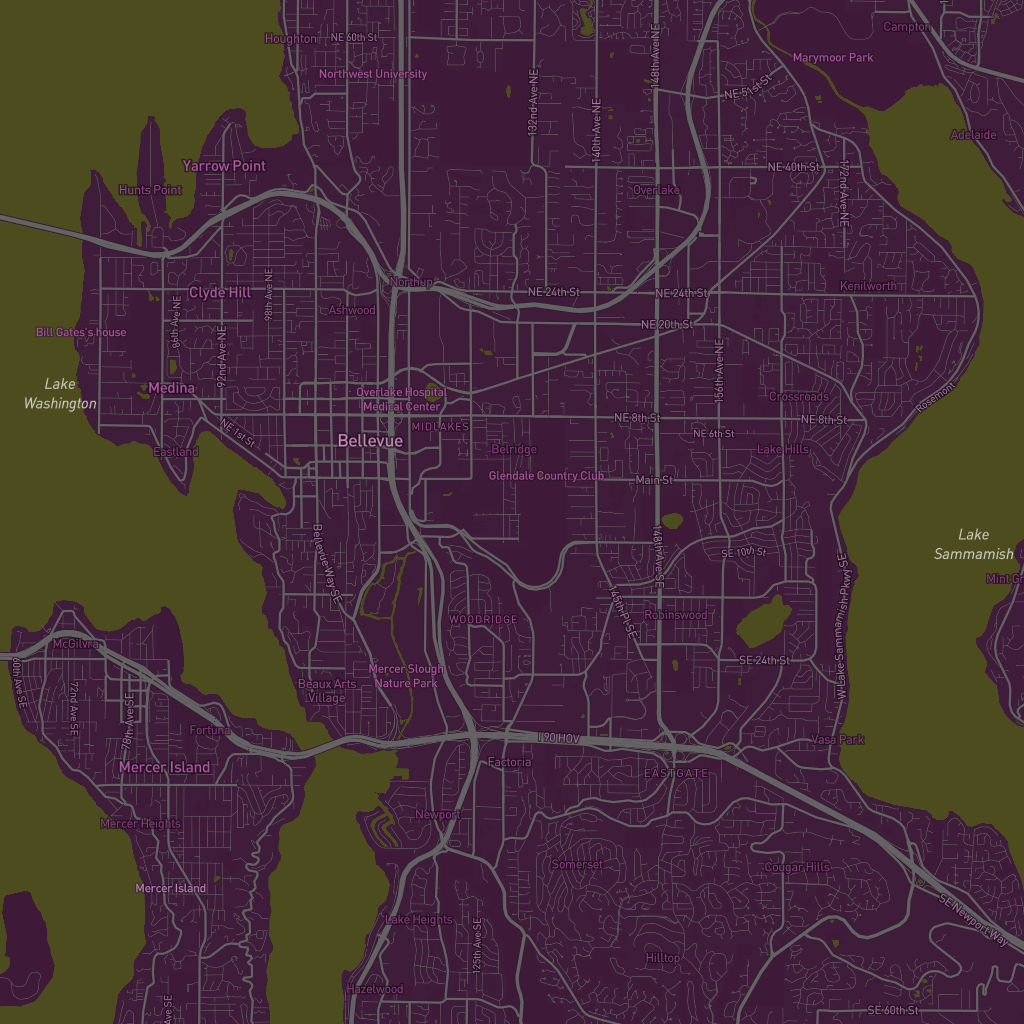 Houghton
NE 60th St
Campton
Northwest University
148th Ave NE
Marymoor Park
132nd Ave NE
140th Ave NE
NE 51st St
Adelaide
Yarrow Point
Hunts Point
NE 40th St
Overlake
172nd Ave NE
Northup
Clyde Hill
98th Ave NE
NE 24th St
NE 24th St
Kenilworth
Ashwood
86th Ave NE
Bill Gates's house
NE 20th St
92nd Ave NE
156th Ave NE
Lake
Washington
Medina
Overlake Hospital
Medical Center
Crossroads
Rosemont
NE 8th St
NE 8th St
MIDLAKES
NE 1st St
NE 6th St
Bellevue
Eastland
Belridge
Lake Hills
Glendale Country Club
Main St
Lake
Sammamish
Bellevue Way SE
148th Ave SE
SE 10th St
145th Pl SE
WOODRIDGE
Robinswood
W Lake Sammamish Pkwy SE
McGilvra
60th Ave SE
Mercer Slough
Nature Park
SE 24th St
Beaux Arts
Village
72nd Ave SE
78th Ave SE
Fortuna
I 90 HOV
Vasa Park
Mercer Island
Factoria
EASTGATE
Mercer Heights
Newport
Somerset
Cougar Hills
Mercer Island
Lake Heights
125th Ave SE
SE Newport Way
Hilltop
Hazelwood
Ave SE
SE 60th St